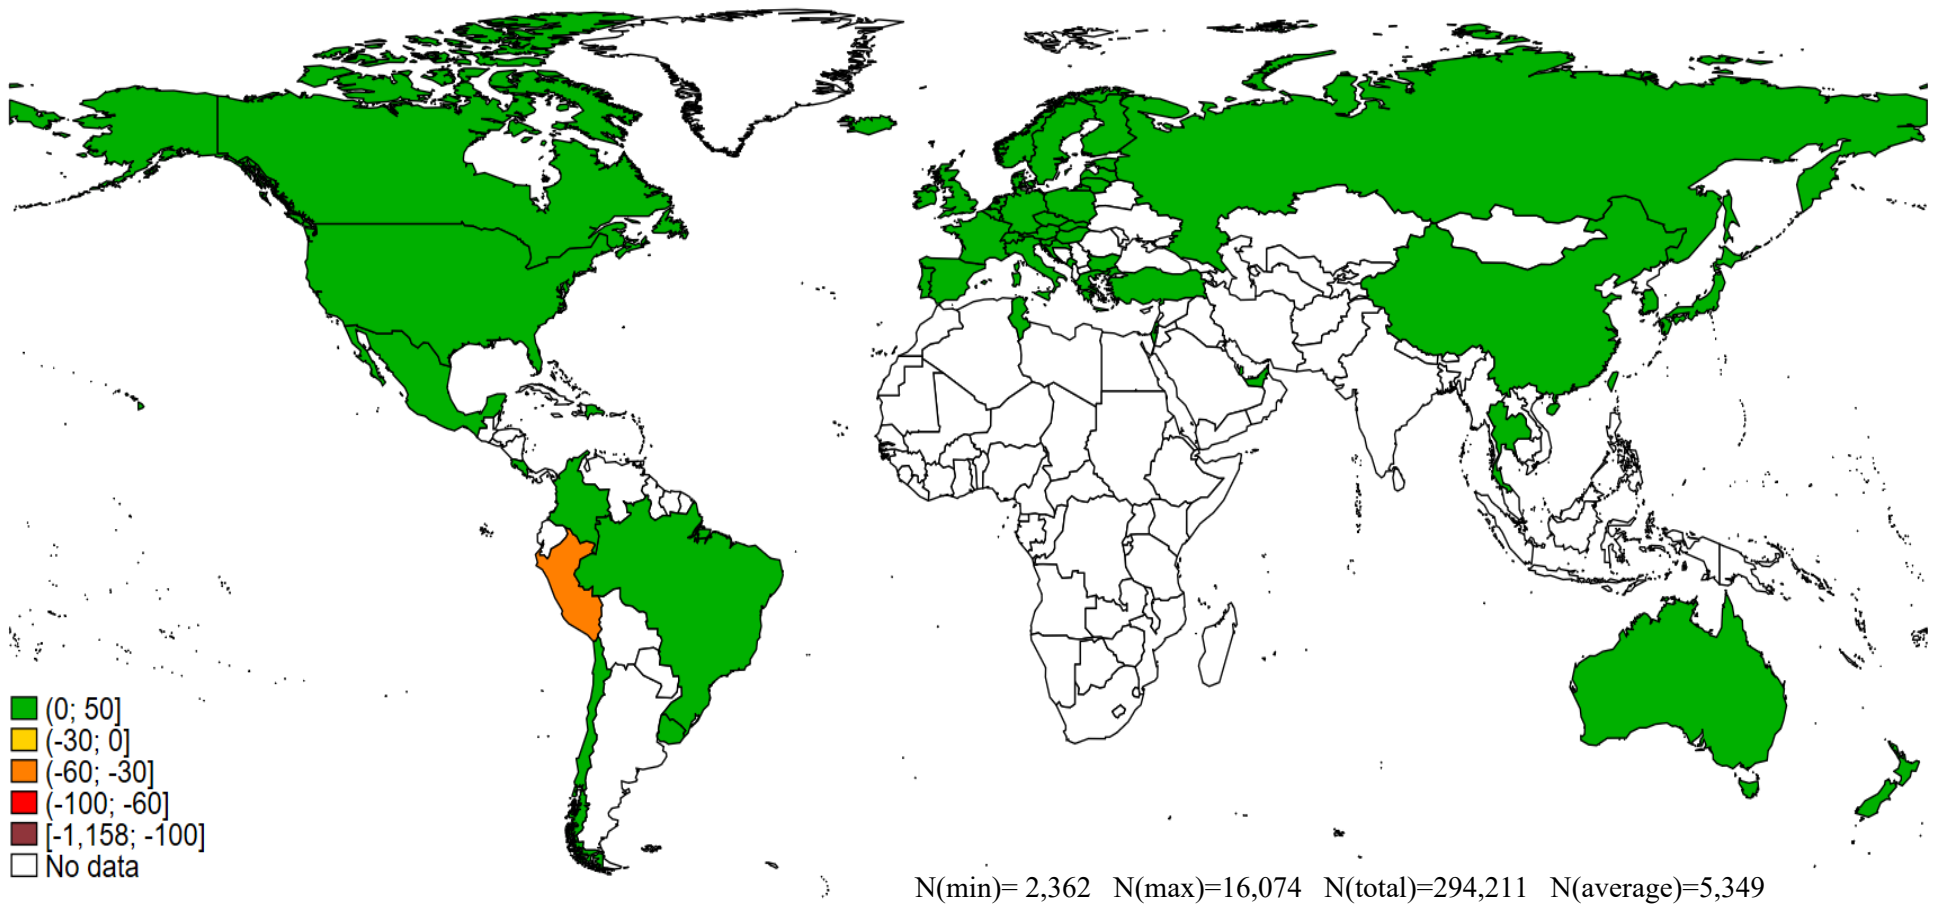 (0; 50]
(-30; 0]
(-60; -30]
(-100; -60]
[-1,158; -100]
No data
N(min)= 2,362 N(max)=16,074 N(total)=294,211 N(average)=5,349